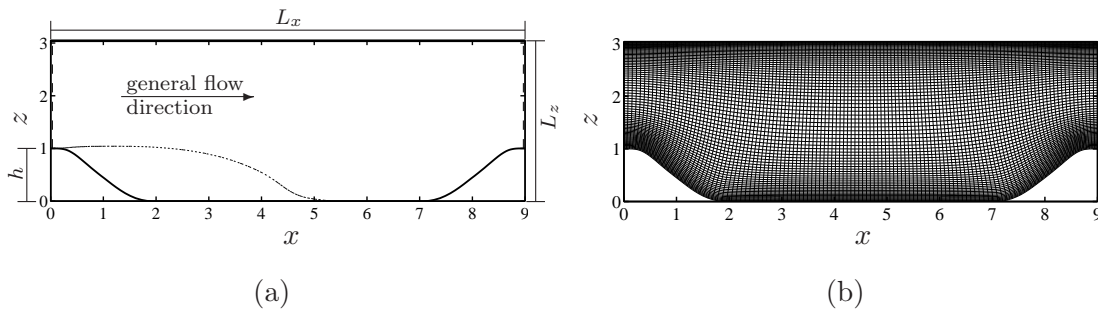 L_x
3
2
1
0
z
h
general flow
direction
L_z
0 1 2 3 4 5 6 7 8 9
x
(a)
3
2
1
0
z
0 1 2 3 4 5 6 7 8 9
x
(b)